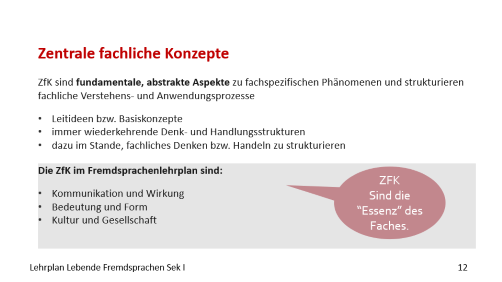 Zentrale fachliche Konzepte
ZfK sind fundamentale, abstrakte Aspekte zu fachspezifischen Phänomenen und strukturieren
fachliche Verstehens- und Anwendungsprozesse
• Leitideen bzw. Basiskonzepte
• immer wiederkehrende Denk- und Handlungsstrukturen
• dazu im Stande, fachliches Denken bzw. Handeln zu strukturieren
Die ZfK im Fremdsprachenlehrplan sind:
• Kommunikation und Wirkung
• Bedeutung und Form
• Kultur und Gesellschaft
ZFK
Sind die
“Essenz” des
Faches.
Lehrplan Lebende Fremdsprachen Sek I
12